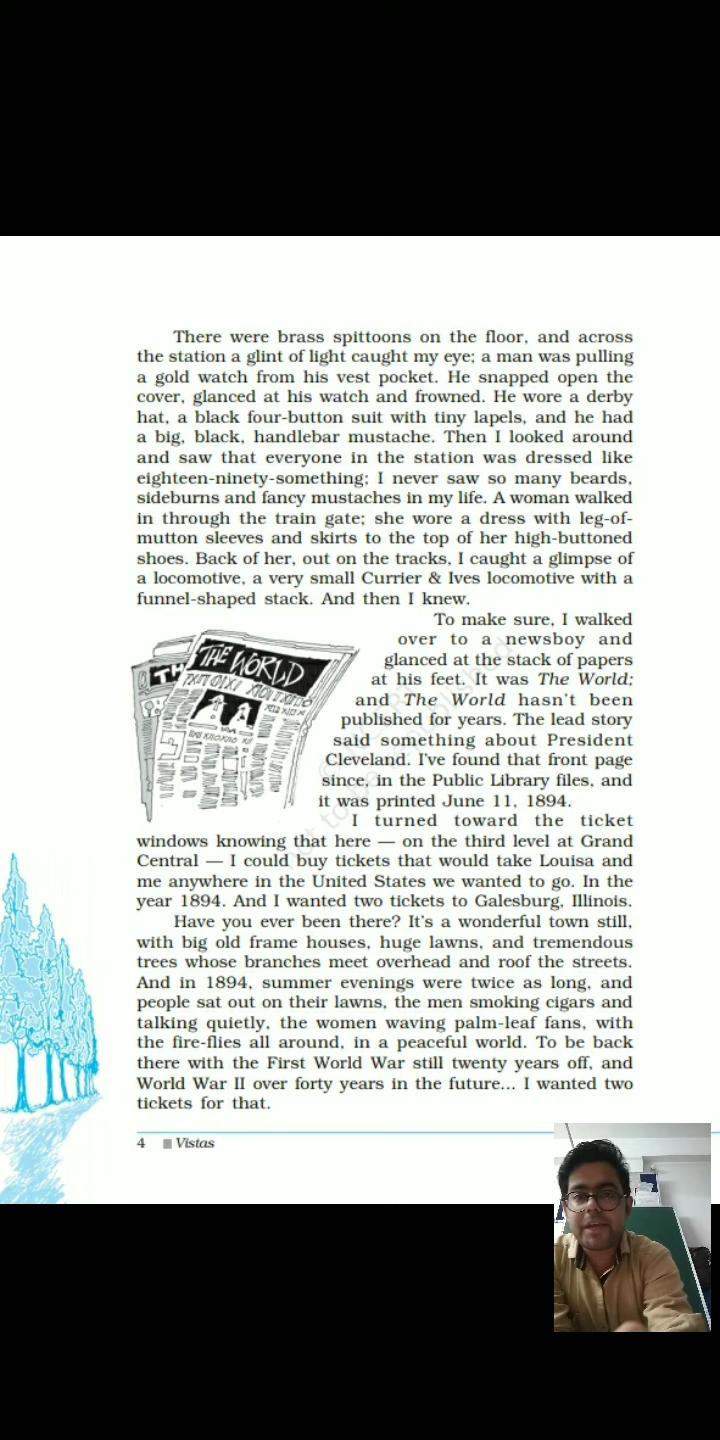 There were brass spittoons on the floor, and across
the station a glint of light caught my eye; a man was pulling
a gold watch from his vest pocket. He snapped open the
cover, glanced at his watch and frowned. He wore a derby
hat, a black four-button suit with tiny lapels, and he had
a big, black, handlebar mustache. Then I looked around
and saw that everyone in the station was dressed like
eighteen-ninety-something; I never saw so many beards,
sideburns and fancy mustaches in my life. A woman walked
in through the train gate; she wore a dress with leg-of-
mutton sleeves and skirts to the top of her high-buttoned
shoes. Back of her, out on the tracks, I caught a glimpse of
a locomotive, a very small Currier & Ives locomotive with a
funnel-shaped stack. And then I knew.
To make sure, I walked
over to a newsboy and
glanced at the stack of papers
at his feet. It was The World;
and The World hasn't been
published for years. The lead story
said something about President
Cleveland. I've found that front page
since, in the Public Library files, and
it was printed June 11, 1894.
TH
THE WORLD
I turned toward the ticket
windows knowing that here — on the third level at Grand
Central — I could buy tickets that would take Louisa and
me anywhere in the United States we wanted to go. In the
year 1894. And I wanted two tickets to Galesburg, Illinois.
Have you ever been there? It's a wonderful town still,
with big old frame houses, huge lawns, and tremendous
trees whose branches meet overhead and roof the streets.
And in 1894, summer evenings were twice as long, and
people sat out on their lawns, the men smoking cigars and
talking quietly, the women waving palm-leaf fans, with
the fire-flies all around, in a peaceful world. To be back
there with the First World War still twenty years off, and
World War II over forty years in the future... I wanted two
tickets for that.
4 ■ Vistas